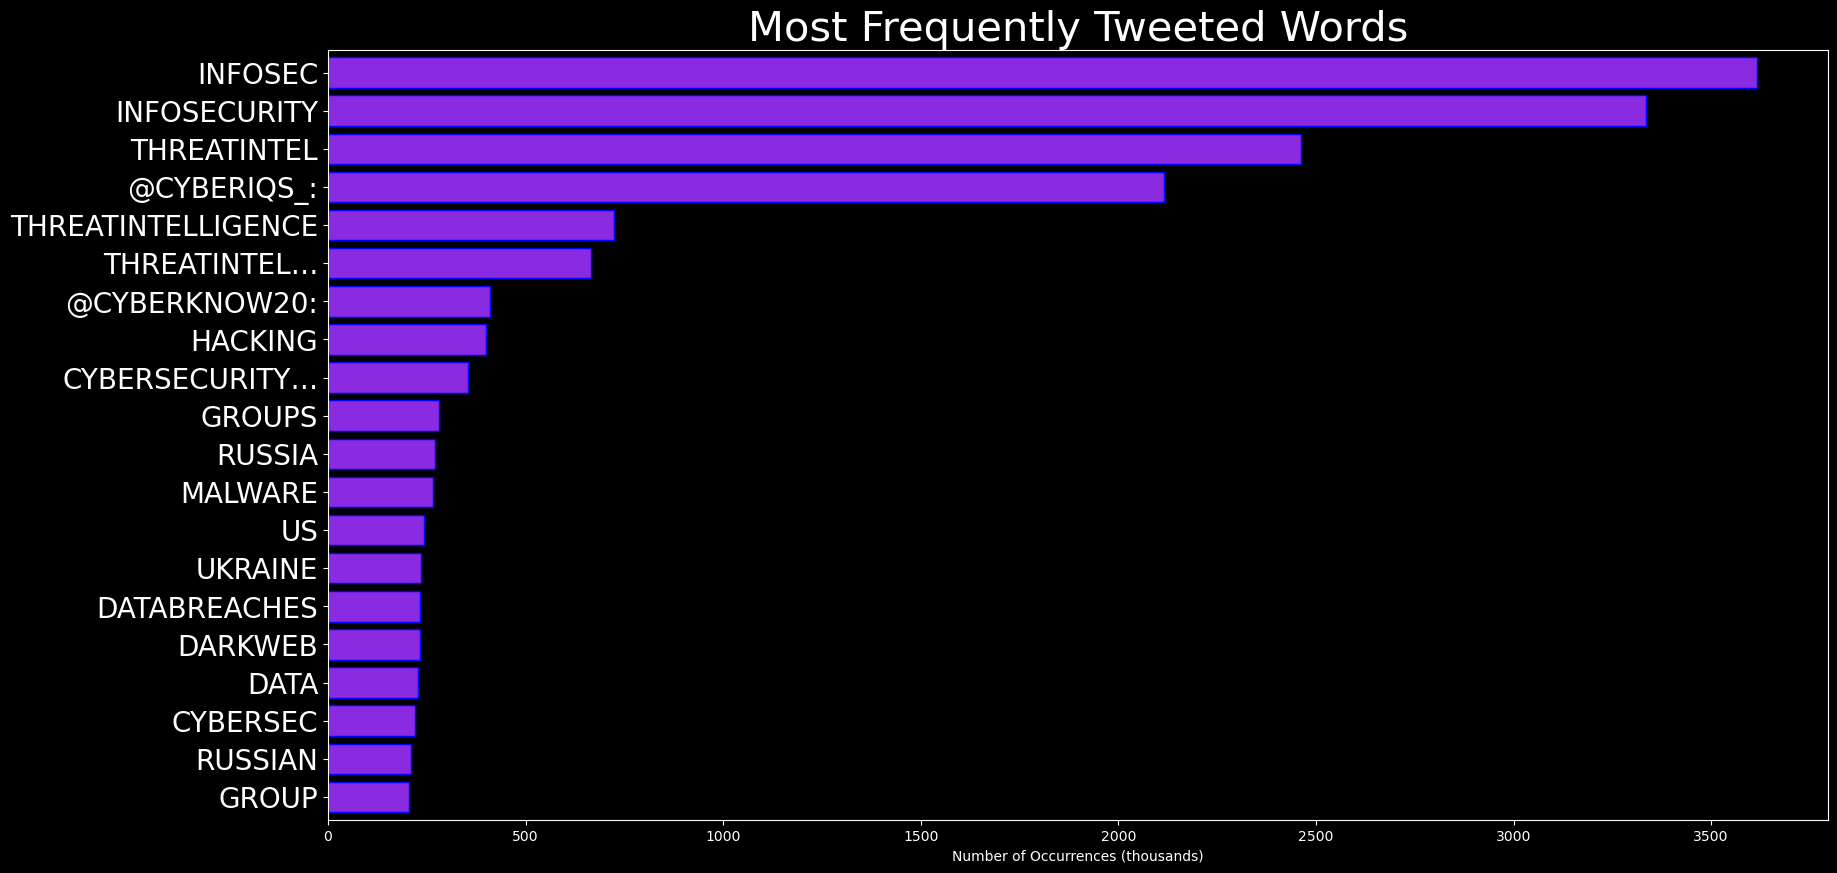 Most Frequently Tweeted Words
INFOSEC
INFOSECURITY
THREATINTEL
@CYBERIQS_:
THREATINTELLIGENCE
THREATINTEL…
@CYBERKNOW20:
HACKING
CYBERSECURITY…
GROUPS
RUSSIA
MALWARE
US
UKRAINE
DATABREACHES
DARKWEB
DATA
CYBERSEC
RUSSIAN
GROUP
0 500 1000 1500 2000 2500 3000 3500
Number of Occurrences (thousands)